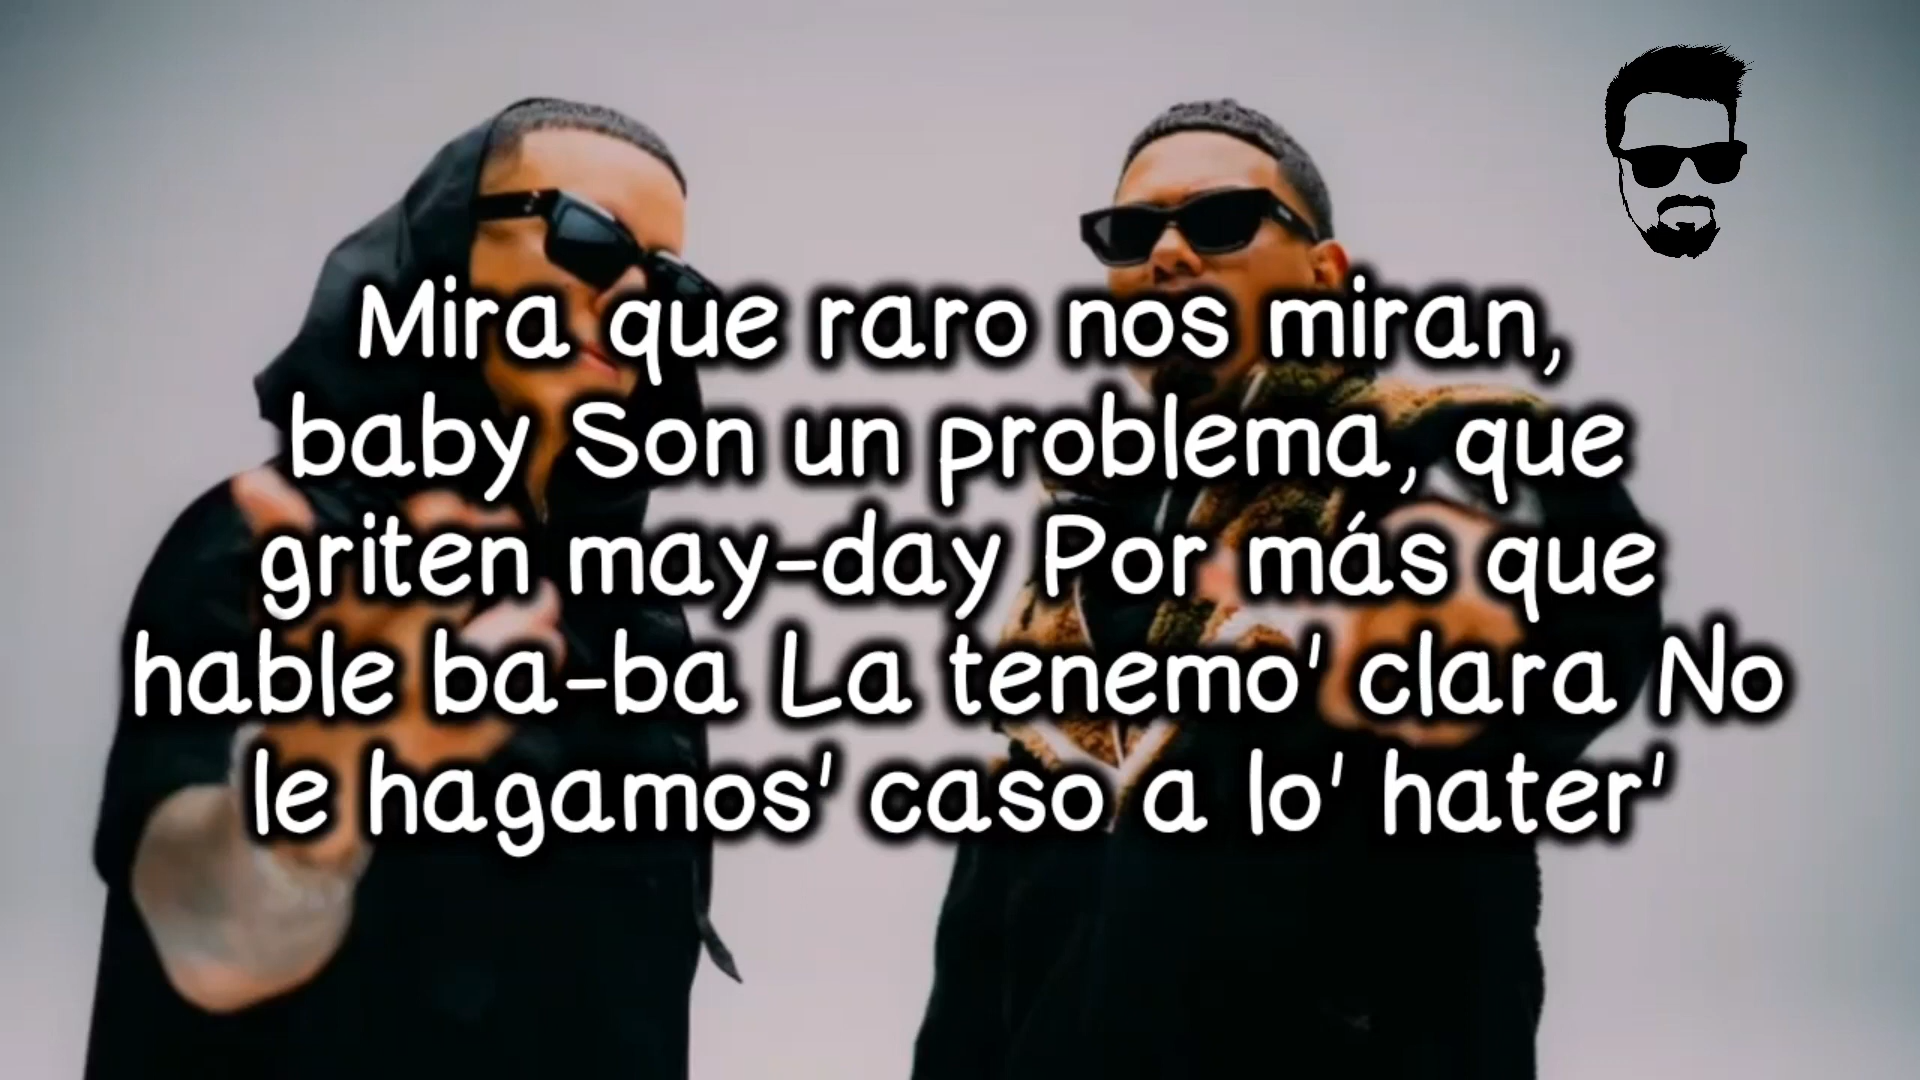 Mira que raro nos miran,
baby Son un problema, que
griten may-day Por más que
hable ba-ba La tenemo' clara No
le hagamos' caso a lo' hater'